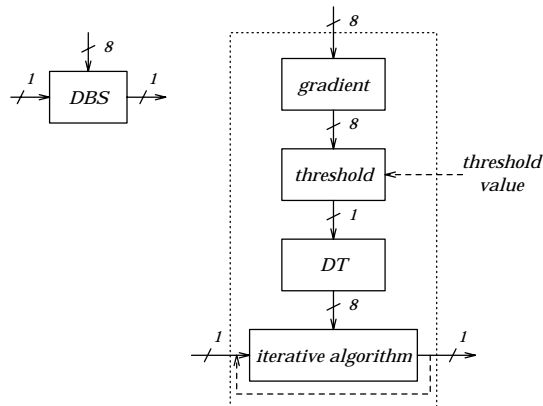 8
1
DBS
1
8
gradient
8
threshold
threshold
value
1
DT
8
1
iterative algorithm
1